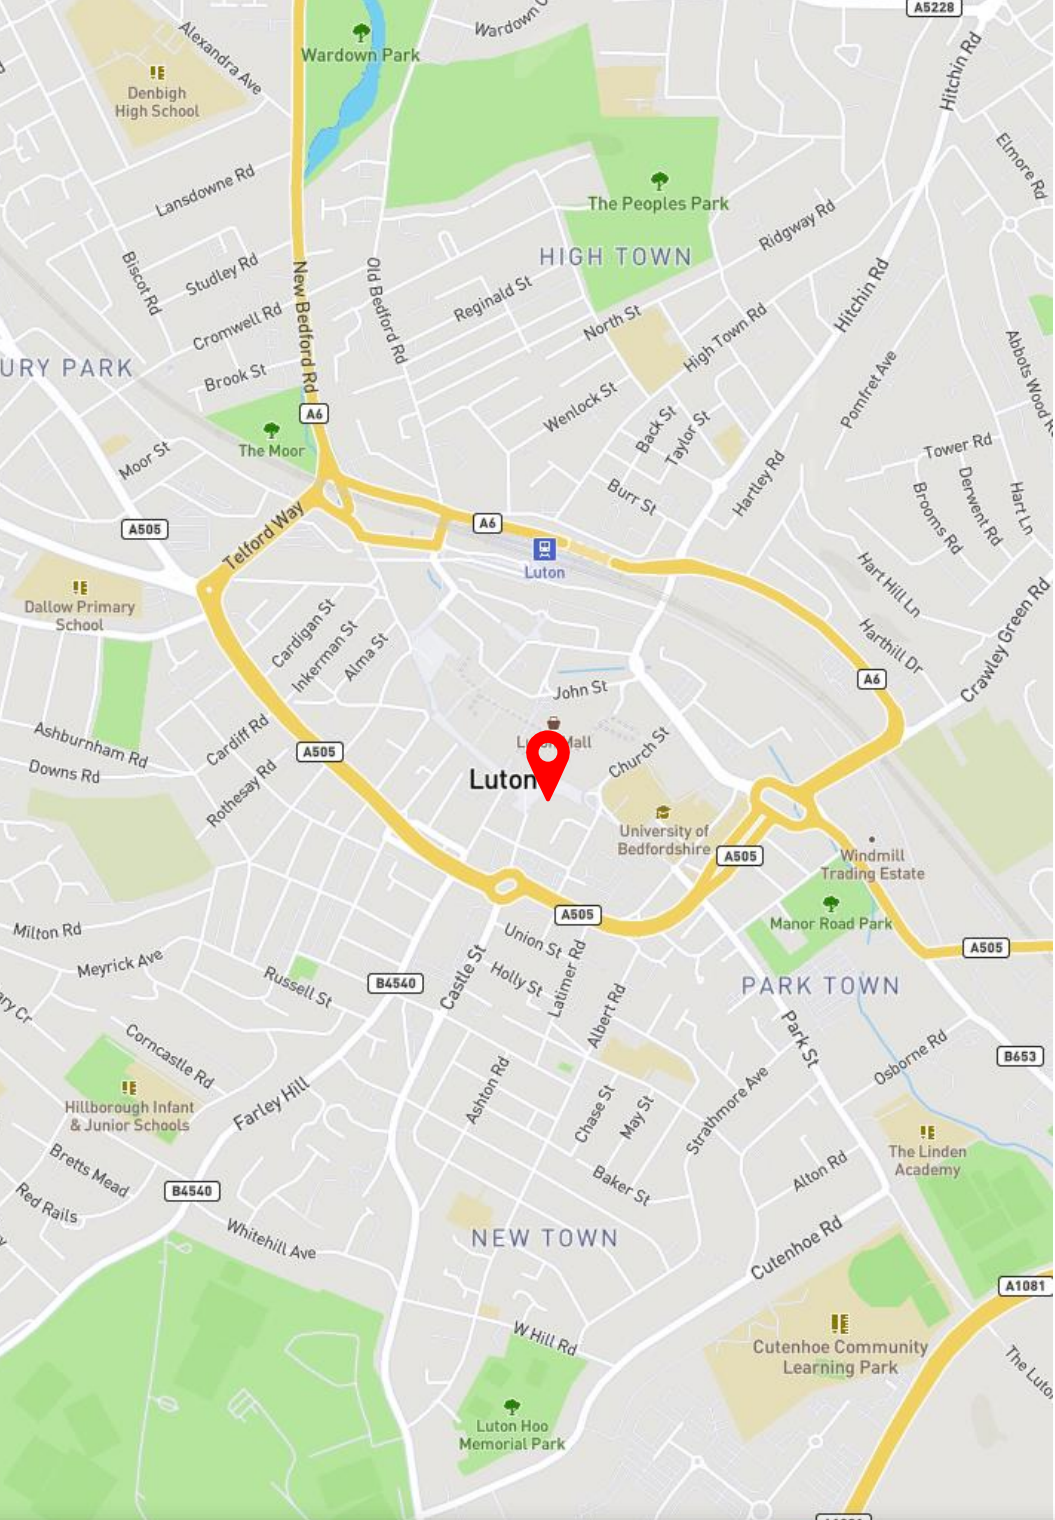 A5228
Wardown
Wardown Park
Alexandra Ave
Hitchin Rd
Denbigh
High School
Elmore Rd
Lansdowne Rd
The Peoples Park
Ridgway Rd
HIGH TOWN
Biscot Rd
Studley Rd
New Bedford Rd
Old Bedford Rd
Reginald St
Hitchin Rd
Cromwell Rd
North St
High Town Rd
Abbots Wood
URY PARK
Brook St
Pomfret Ave
Wenlock St
A6
Back St
Taylor St
The Moor
Moor St
Tower Rd
Hartley Rd
Burr St
Brooms Rd
Derwent Rd
Hart Ln
A505
Telford Way
A6
Luton
Hart Hill Ln
Dallow Primary
School
Cardigan St
Inkerman St
Alma St
Harthill Dr
Crawley Green Rd
A6
John St
Ashburnham Rd
Cardiff Rd
A505
Church St
Downs Rd
Rothesay Rd
Luton
University of
Bedfordshire
A505
Windmill
Trading Estate
Milton Rd
A505
Manor Road Park
Union St
A505
Meyrick Ave
Russell St
B4540
Castle St
Holly St
Latimer Rd
Albert Rd
PARK TOWN
ary Cr
Park St
Corncastle Rd
Osborne Rd
B653
Hillborough Infant
& Junior Schools
Farley Hill
Ashton Rd
Chase St
May St
Strathmore Ave
The Linden
Academy
Bretts Mead
B4540
Baker St
Alton Rd
Red Rails
Whitehill Ave
NEW TOWN
Cutenhoe Rd
A1081
W Hill Rd
Cutenhoe Community
Learning Park
The Luto
Luton Hoo
Memorial Park